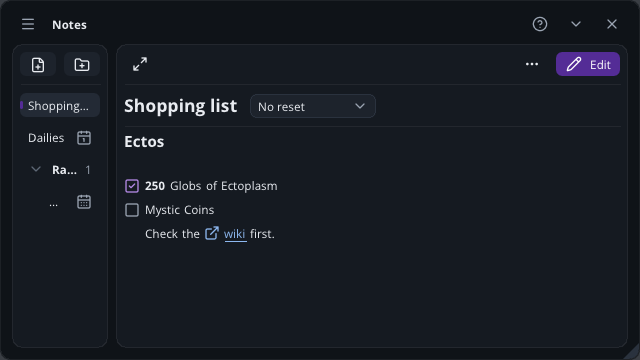 Notes
Edit
Shopping...
Dailies
Ra... 1
...
Shopping list
No reset
Ectos
250 Globs of Ectoplasm
Mystic Coins
Check the wiki first.